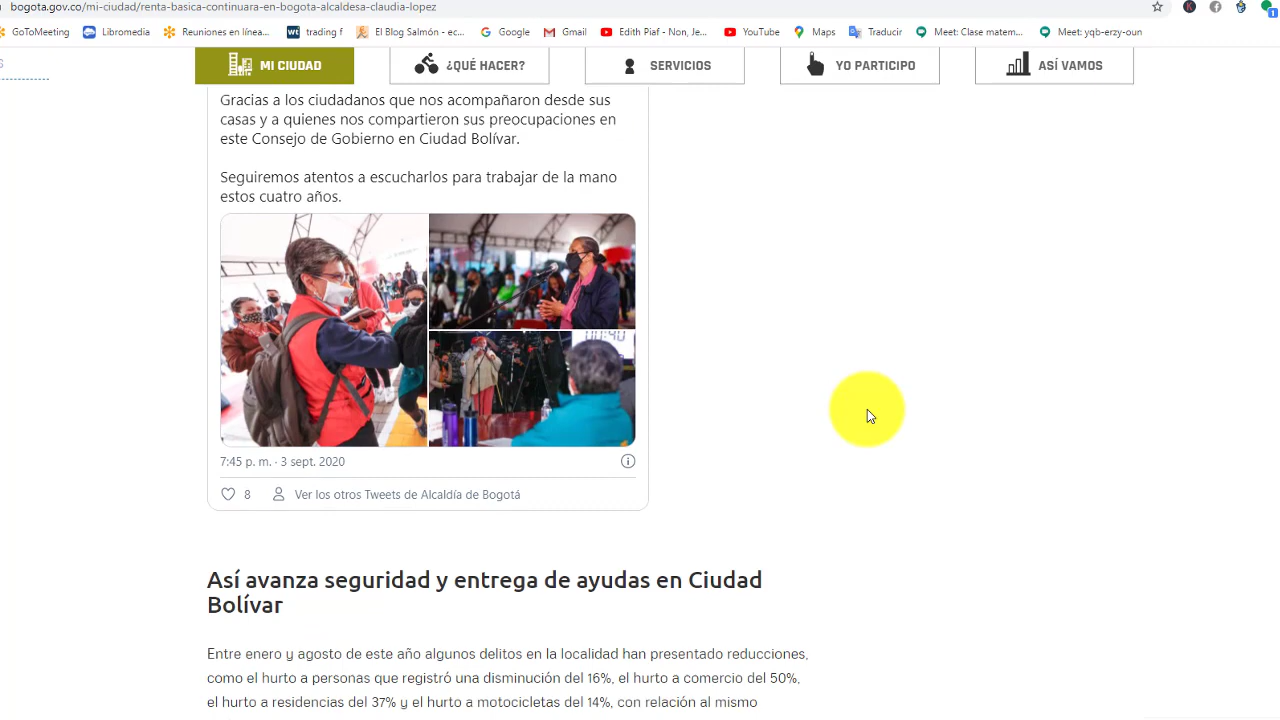 bogota.gov.co/mi-ciudad/renta-basica-continuara-en-bogota-alcaldesa-claudia-lopez
GoToMeeting Libromedia Reuniones en línea... wt trading f El Blog Salmón - ec... Google Gmail Edith Piaf - Non, Je... YouTube Maps Traducir Meet: Clase matem... Meet: yqb-erzy-oun
MI CIUDAD ¿QUÉ HACER? SERVICIOS YO PARTICIPO ASÍ VAMOS
Gracias a los ciudadanos que nos acompañaron desde sus
casas y a quienes nos compartieron sus preocupaciones en
este Consejo de Gobierno en Ciudad Bolívar.
Seguiremos atentos a escucharlos para trabajar de la mano
estos cuatro años.
7:45 p. m. · 3 sept. 2020
8 Ver los otros Tweets de Alcaldía de Bogotá
Así avanza seguridad y entrega de ayudas en Ciudad
Bolívar
Entre enero y agosto de este año algunos delitos en la localidad han presentado reducciones,
como el hurto a personas que registró una disminución del 16%, el hurto a comercio del 50%,
el hurto a residencias del 37% y el hurto a motocicletas del 14%, con relación al mismo